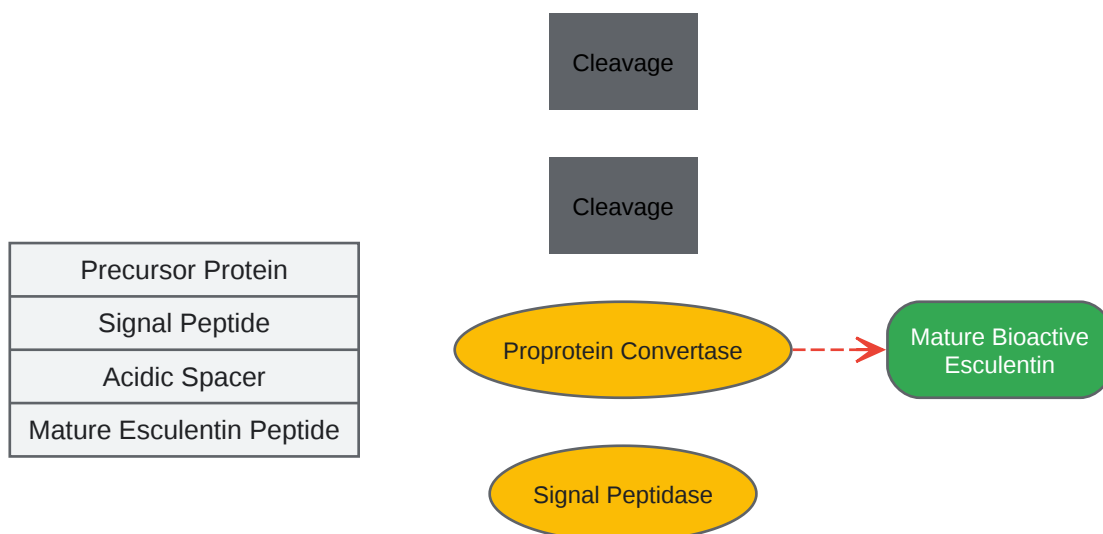 Cleavage
Cleavage
Precursor Protein
Signal Peptide
Acidic Spacer
Mature Esculentin Peptide
Proprotein Convertase
Mature Bioactive
Esculentin
Signal Peptidase